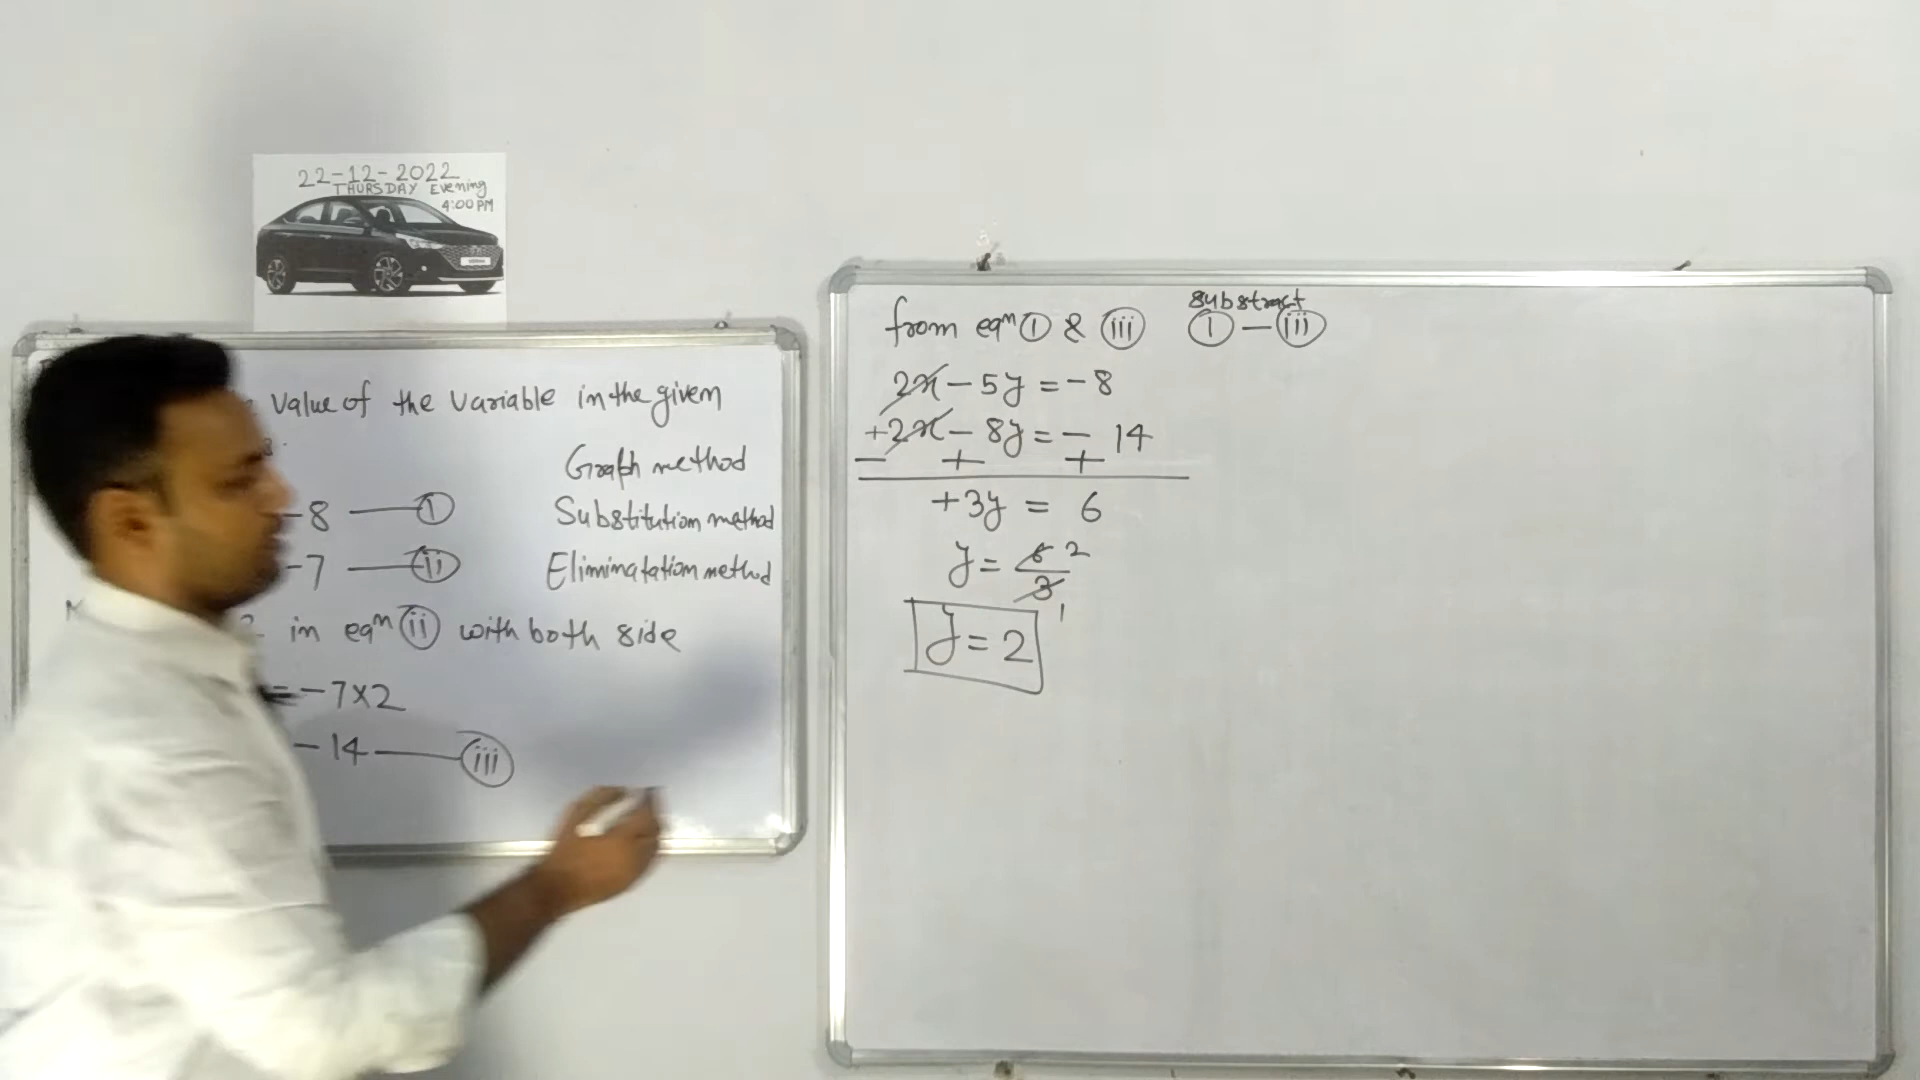 22-12-2022
THURSDAY Evening
4:00 PM
Value of the Variable in the given
Graph method
Substitution method
Eliminatation method
-8 — (i)
-7 — (ii)
in eqⁿ (ii) with both side
= -7×2
-14 — (iii)
from eqⁿ (i) & (iii) substract
(i) — (iii)
2x - 5y = -8
+2x - 8y = - 14
- + +
+3y = 6
y = 6/3 2
1
y = 2